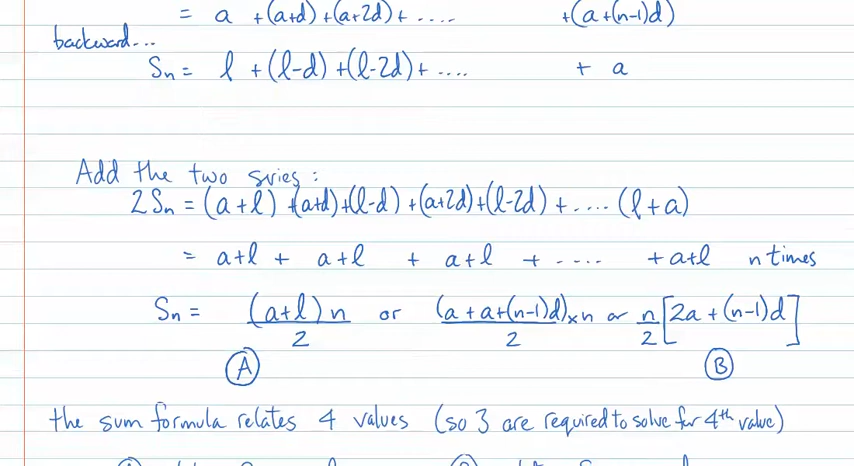 = a +(a+d) +(a+2d)+ .... +(a+(n-1)d)
backward...
Sn = l +(l-d) +(l-2d)+ .... + a
Add the two series :
2Sn = (a+l) +(a+d)+(l-d) +(a+2d)+(l-2d) +.... (l+a)
= a+l + a+l + a+l + .... +a+l n times
Sn = (a+l)n/2 or (a+a+(n-1)d)/2 x n or n/2[2a+(n-1)d]
(A) (B)
the sum formula relates 4 values (so 3 are required to solve for 4th value)